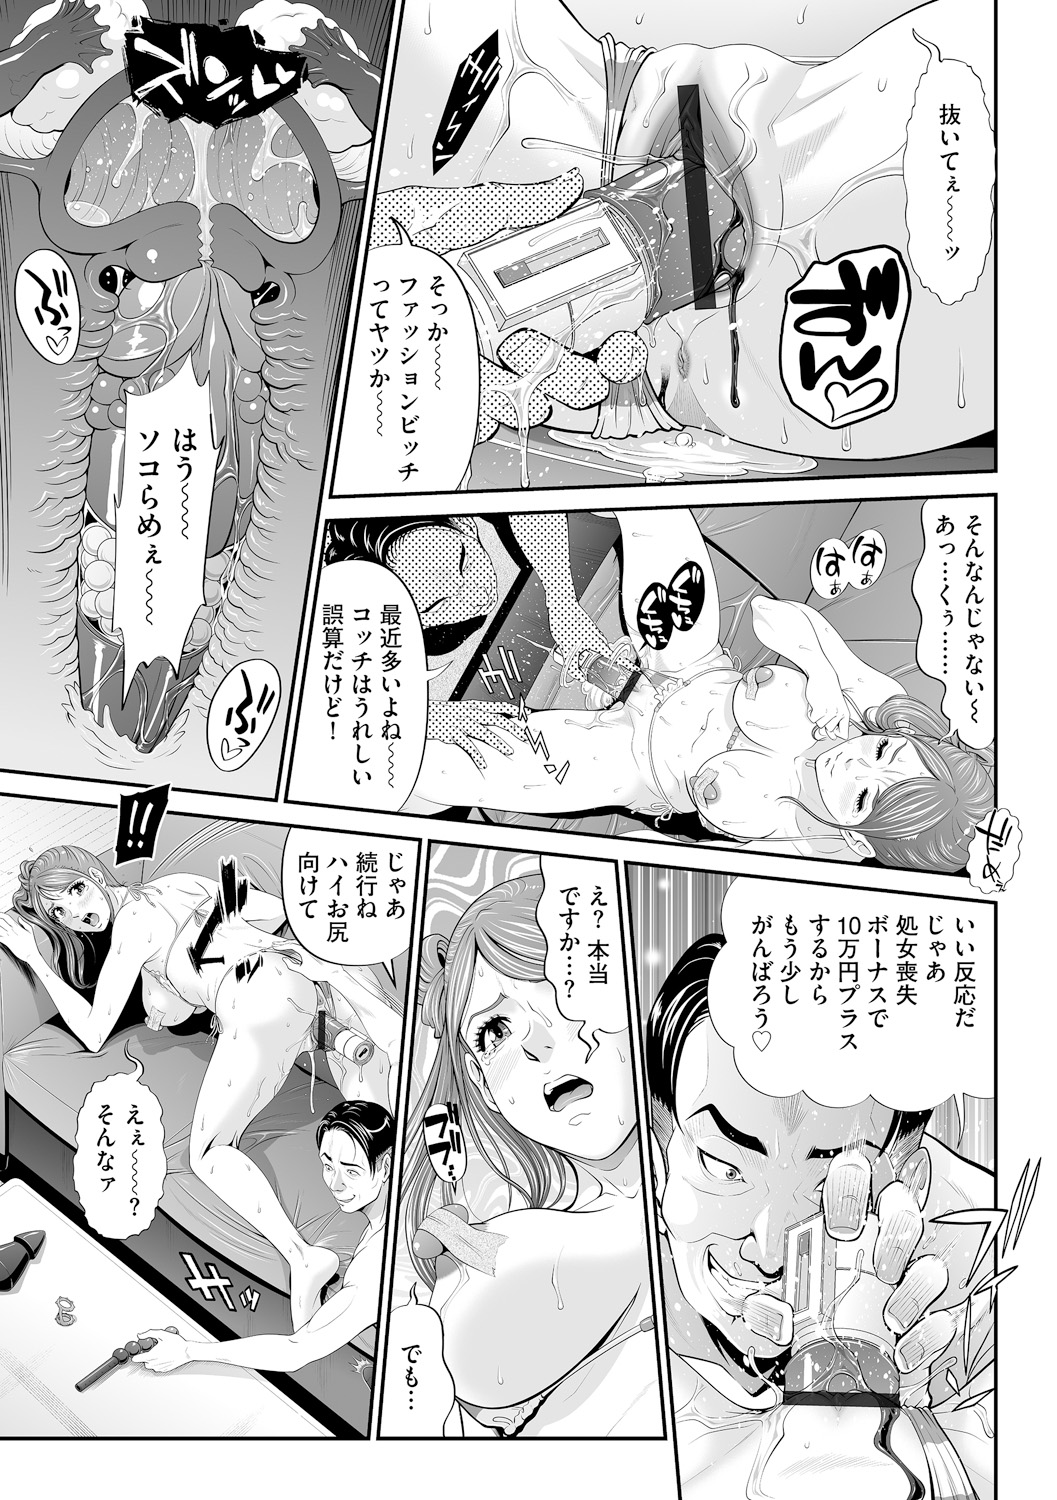 抜いてぇ〜〜〜ッ
そっか〜〜〜
ファッションビッチ
ってヤツか〜〜〜〜
はう〜〜〜
ソコらめぇ〜〜〜
ぶっ♡
ぶっ♡
そんなんじゃない〜
あっ…くぅ………
はぁ
はぁ
最近多いよね〜〜〜
コッチはうれしい
誤算だけど！
いい反応だ
じゃあ
処女喪失
ボーナスで
10万円プラス
するから
もう少し
がんばろう♡
え？本当
ですか…？
でも…
じゃあ
続行ね
ハイお尻
向けて
!!
えぇ〜〜〜？
そんなァ